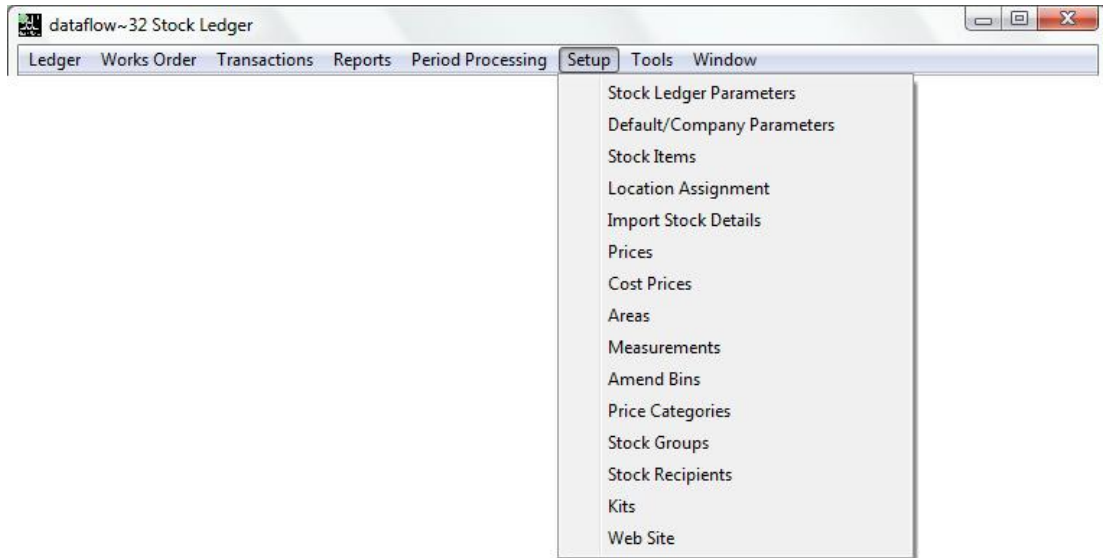 dataflow~32 Stock Ledger
Ledger Works Order Transactions Reports Period Processing Setup Tools Window
Stock Ledger Parameters
Default/Company Parameters
Stock Items
Location Assignment
Import Stock Details
Prices
Cost Prices
Areas
Measurements
Amend Bins
Price Categories
Stock Groups
Stock Recipients
Kits
Web Site